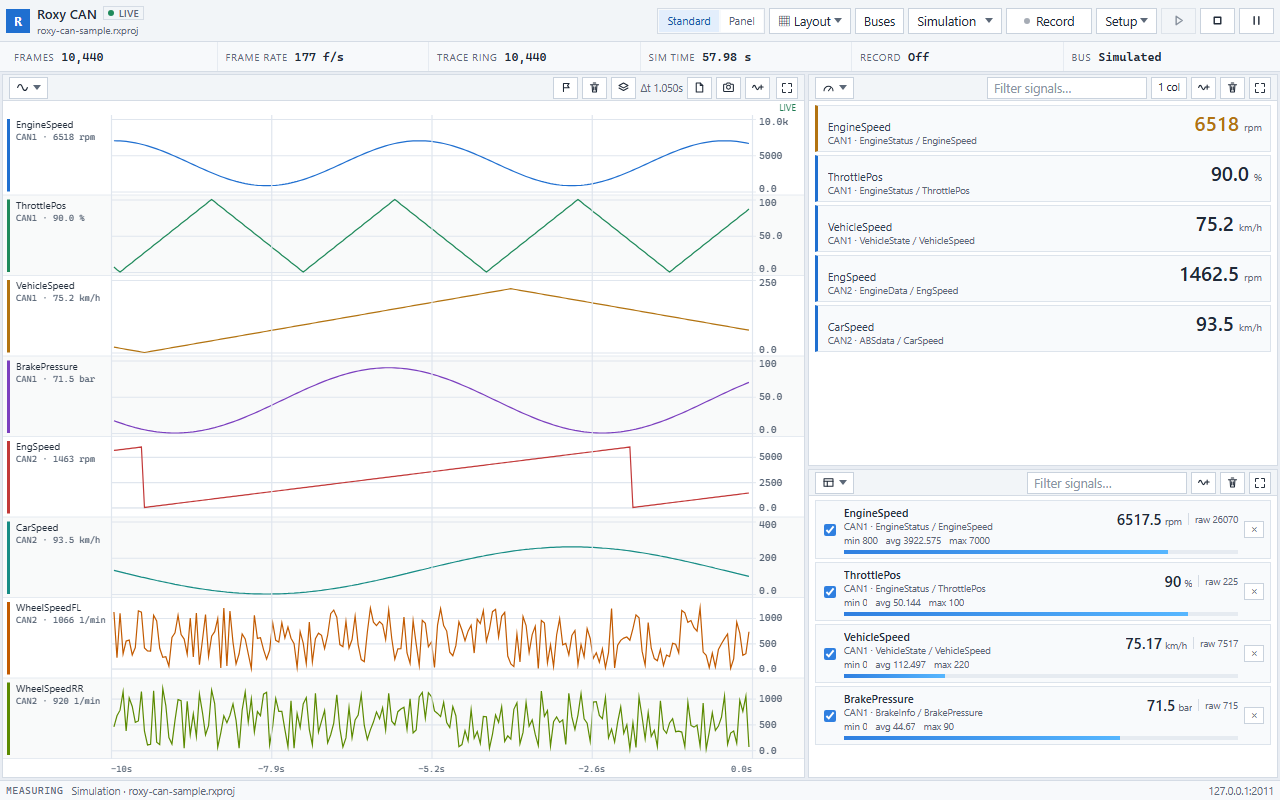 R Roxy CAN LIVE
roxy-can-sample.rxproj
Standard Panel Layout Buses Simulation Record Setup
FRAMES 10,440 FRAME RATE 177 f/s TRACE RING 10,440 SIM TIME 57.98 s RECORD Off BUS Simulated
Δt 1.050s
LIVE
EngineSpeed
CAN1 · 6518 rpm
10.0k
5000
0.0
ThrottlePos
CAN1 · 90.0 %
100
50.0
0.0
VehicleSpeed
CAN1 · 75.2 km/h
250
0.0
BrakePressure
CAN1 · 71.5 bar
100
50.0
0.0
EngSpeed
CAN2 · 1463 rpm
5000
2500
0.0
CarSpeed
CAN2 · 93.5 km/h
400
200
0.0
WheelSpeedFL
CAN2 · 1066 l/min
1000
500
0.0
WheelSpeedRR
CAN2 · 920 l/min
1000
500
0.0
-10s -7.9s -5.2s -2.6s 0.0s
Filter signals... 1 col
EngineSpeed 6518 rpm
CAN1 · EngineStatus / EngineSpeed
ThrottlePos 90.0 %
CAN1 · EngineStatus / ThrottlePos
VehicleSpeed 75.2 km/h
CAN1 · VehicleState / VehicleSpeed
EngSpeed 1462.5 rpm
CAN2 · EngineData / EngSpeed
CarSpeed 93.5 km/h
CAN2 · ABSdata / CarSpeed
Filter signals...
EngineSpeed 6517.5 rpm raw 26070 ×
CAN1 · EngineStatus / EngineSpeed
min 800 avg 3922.575 max 7000
ThrottlePos 90 % raw 225 ×
CAN1 · EngineStatus / ThrottlePos
min 0 avg 50.144 max 100
VehicleSpeed 75.17 km/h raw 7517 ×
CAN1 · VehicleState / VehicleSpeed
min 0 avg 112.497 max 220
BrakePressure 71.5 bar raw 715 ×
CAN1 · BrakeInfo / BrakePressure
min 0 avg 44.67 max 90
MEASURING Simulation · roxy-can-sample.rxproj 127.0.0.1:2011